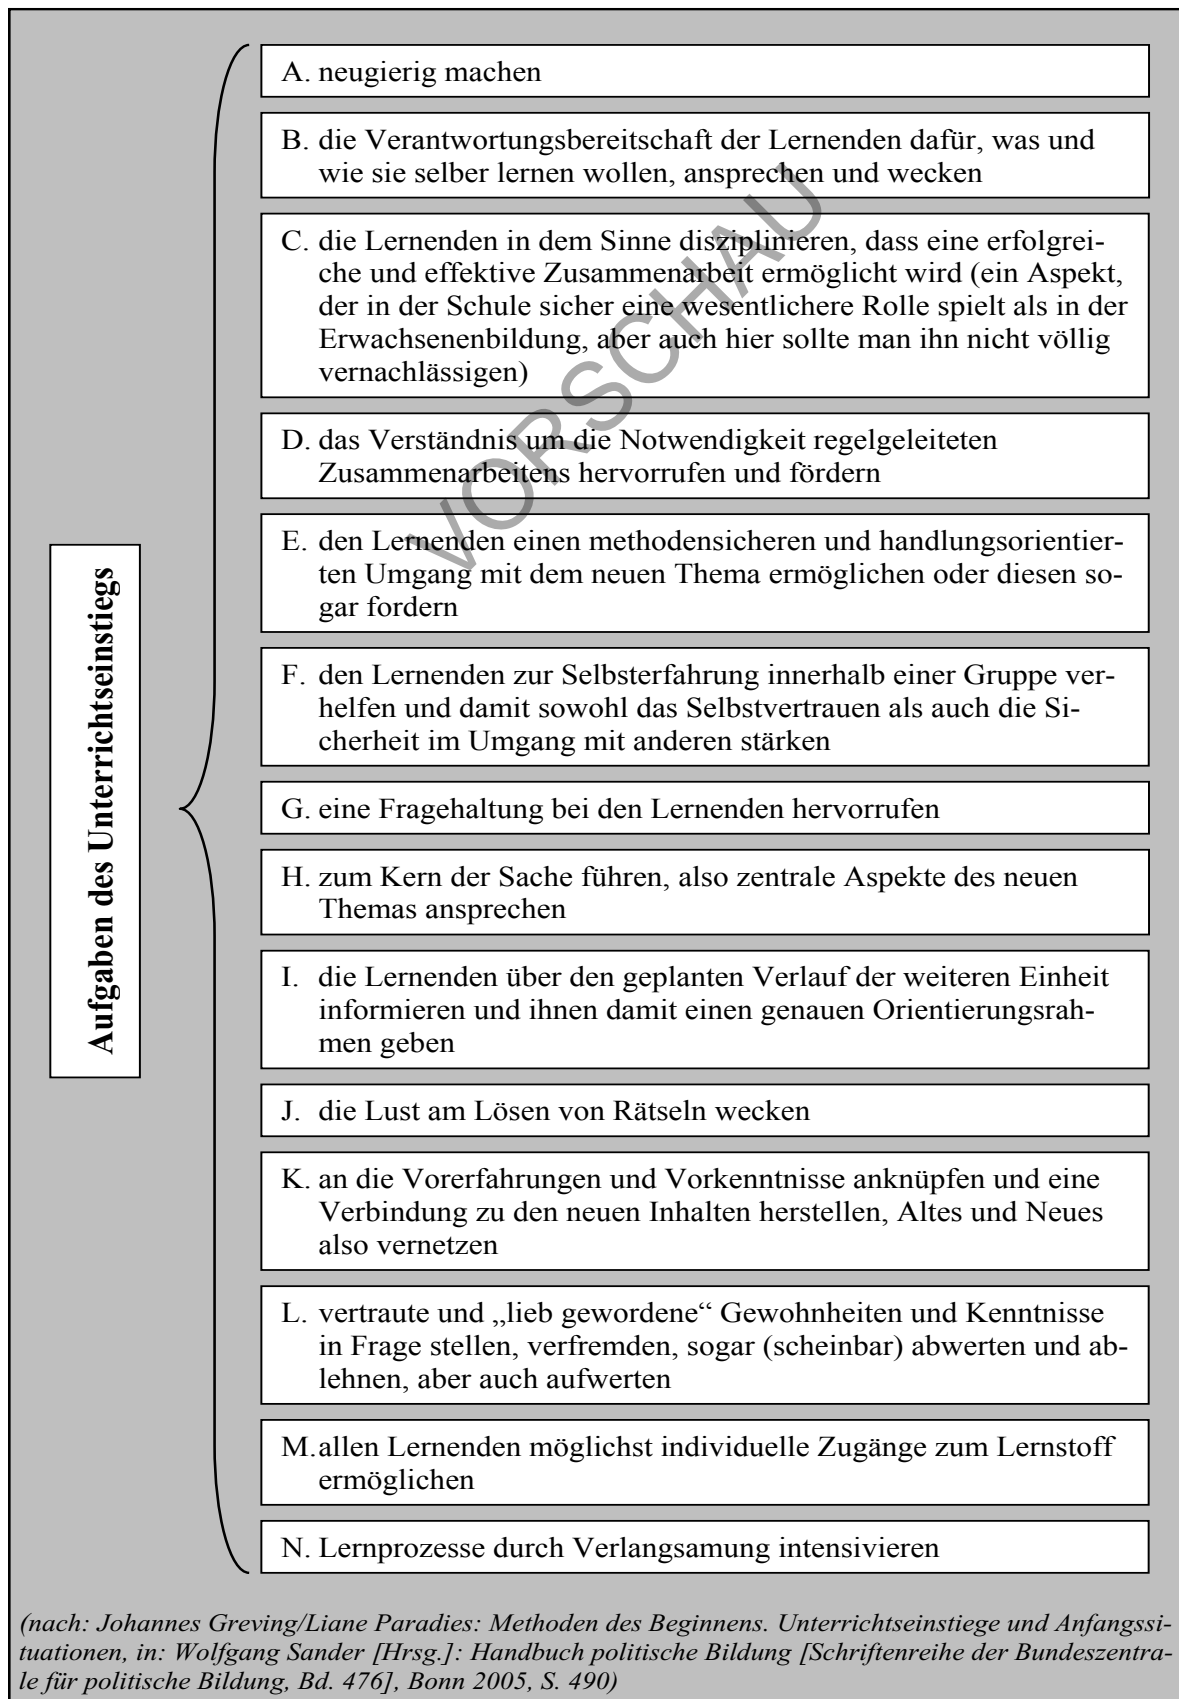 Aufgaben des Unterrichtseinstiegs
A. neugierig machen
B. die Verantwortungsbereitschaft der Lernenden dafür, was und
wie sie selber lernen wollen, ansprechen und wecken
C. die Lernenden in dem Sinne disziplinieren, dass eine erfolgrei-
che und effektive Zusammenarbeit ermöglicht wird (ein Aspekt,
der in der Schule sicher eine wesentlichere Rolle spielt als in der
Erwachsenenbildung, aber auch hier sollte man ihn nicht völlig
vernachlässigen)
D. das Verständnis um die Notwendigkeit regelgeleiteten
Zusammenarbeitens hervorrufen und fördern
E. den Lernenden einen methodensicheren und handlungsorientier-
ten Umgang mit dem neuen Thema ermöglichen oder diesen so-
gar fordern
F. den Lernenden zur Selbsterfahrung innerhalb einer Gruppe ver-
helfen und damit sowohl das Selbstvertrauen als auch die Si-
cherheit im Umgang mit anderen stärken
G. eine Fragehaltung bei den Lernenden hervorrufen
H. zum Kern der Sache führen, also zentrale Aspekte des neuen
Themas ansprechen
I. die Lernenden über den geplanten Verlauf der weiteren Einheit
informieren und ihnen damit einen genauen Orientierungsrah-
men geben
J. die Lust am Lösen von Rätseln wecken
K. an die Vorerfahrungen und Vorkenntnisse anknüpfen und eine
Verbindung zu den neuen Inhalten herstellen, Altes und Neues
also vernetzen
L. vertraute und „lieb gewordene“ Gewohnheiten und Kenntnisse
in Frage stellen, verfremden, sogar (scheinbar) abwerten und ab-
lehnen, aber auch aufwerten
M. allen Lernenden möglichst individuelle Zugänge zum Lernstoff
ermöglichen
N. Lernprozesse durch Verlangsamung intensivieren
(nach: Johannes Greving/Liane Paradies: Methoden des Beginnens. Unterrichtseinstiege und Anfangssi-
tuationen, in: Wolfgang Sander [Hrsg.]: Handbuch politische Bildung [Schriftenreihe der Bundeszentra-
le für politische Bildung, Bd. 476], Bonn 2005, S. 490)
VORSCHAU